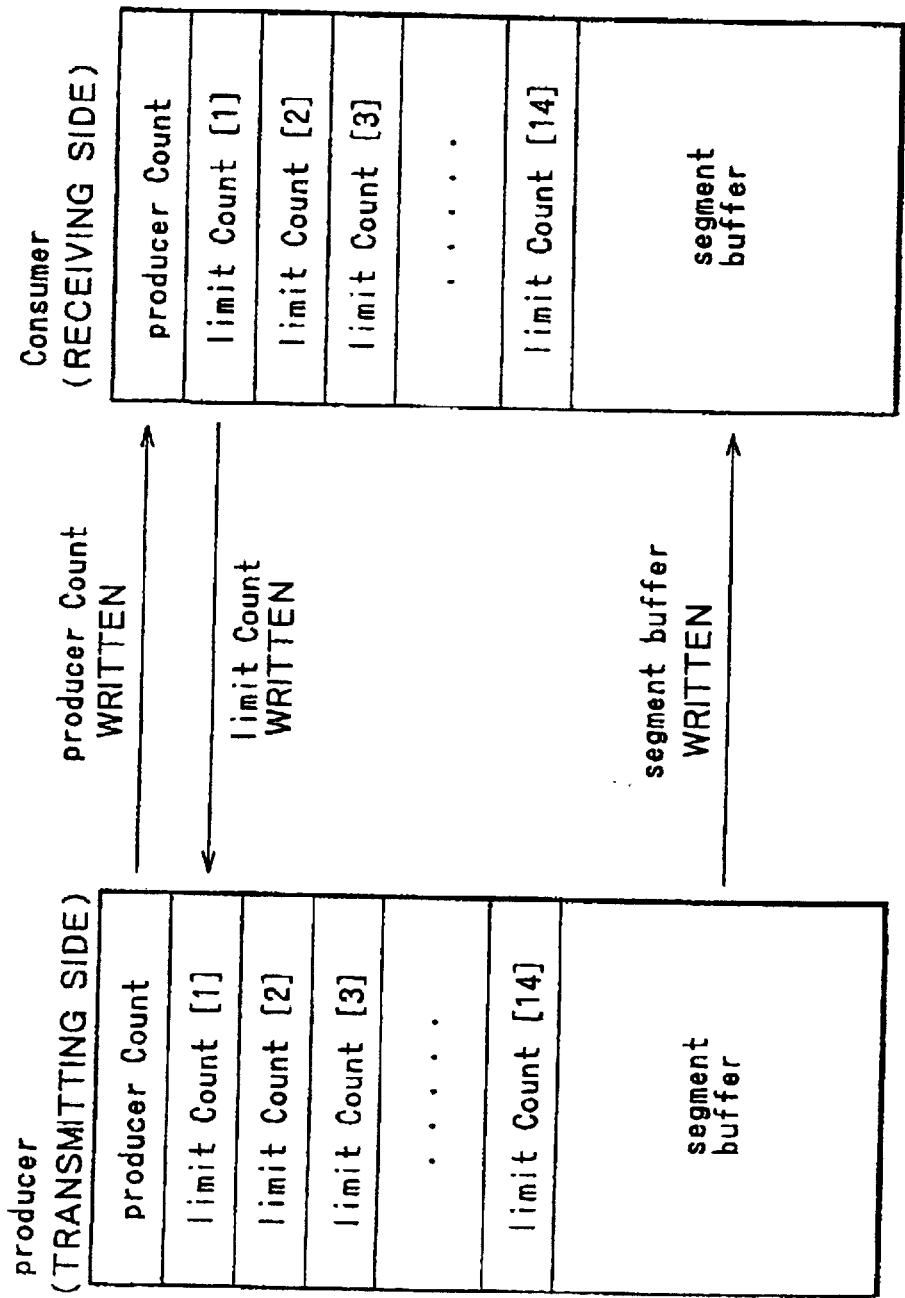 producer
(TRANSMITTING SIDE)
producer Count
limit Count [1]
limit Count [2]
limit Count [3]
. . . . .
limit Count [14]
segment
buffer
producer Count
WRITTEN
limit Count
WRITTEN
segment buffer
WRITTEN
Consumer
(RECEIVING SIDE)
producer Count
limit Count [1]
limit Count [2]
limit Count [3]
. . . . .
limit Count [14]
segment
buffer